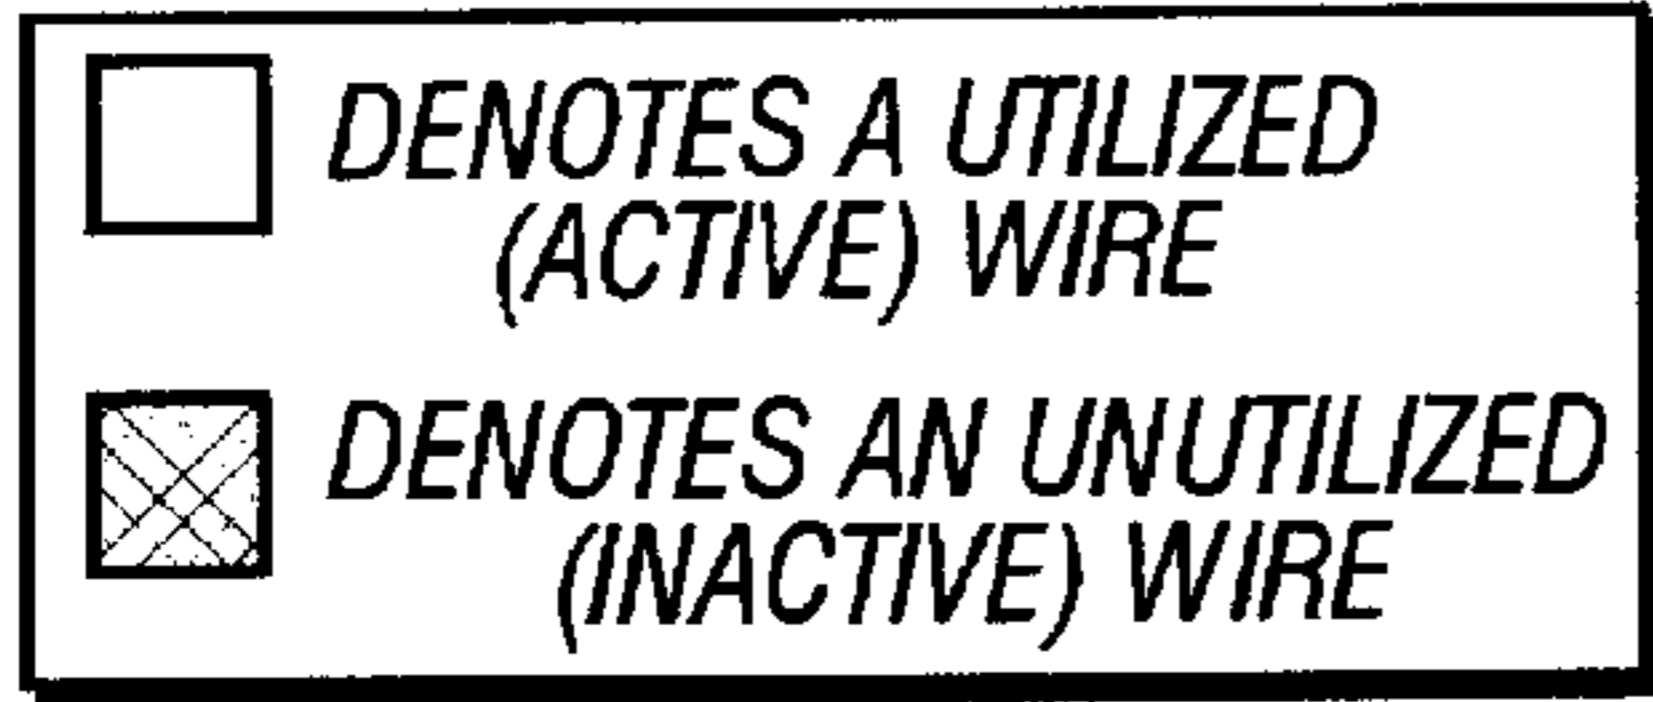 DENOTES A UTILIZED
(ACTIVE) WIRE
DENOTES AN UNUTILIZED
(INACTIVE) WIRE